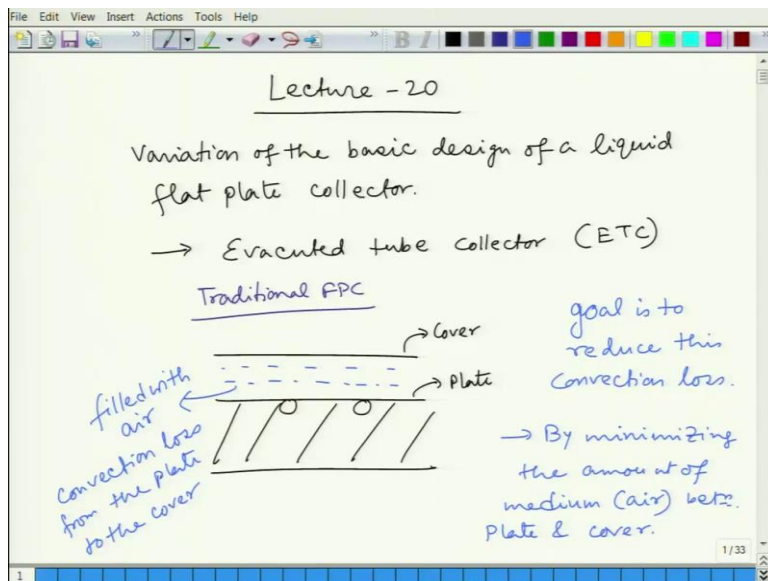 File Edit View Insert Actions Tools Help
B I
Lecture - 20
Variation of the basic design of a liquid
flat plate collector.
→ Evacuted tube collector (ETC)
Traditional FPC
Cover
Plate
filled with
air
convection loss
from the plate
to the cover
goal is to
reduce this
convection loss.
→ By minimizing
the amount of
medium (air) betn.
plate & cover.
1/33
1